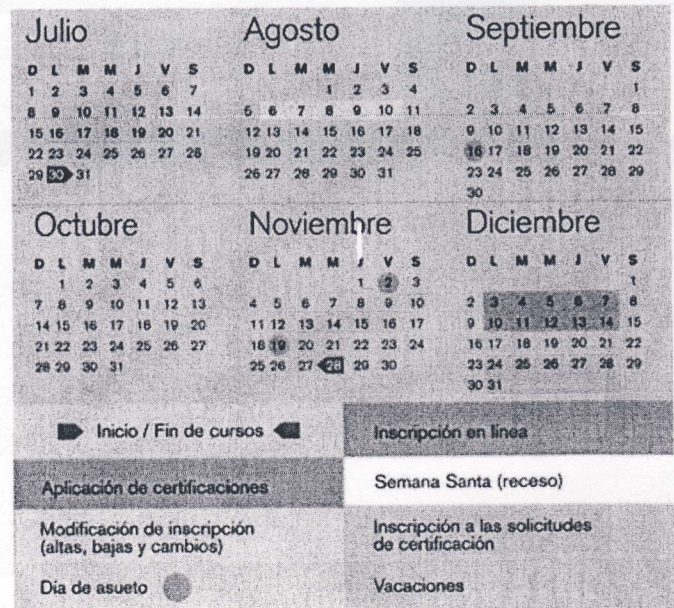 Julio Agosto Septiembre
D L M M J V S D L M M J V S D L M M J V S
1 2 3 4 5 6 7 1 2 3 4 1
8 9 10 11 12 13 14 5 6 7 8 9 10 11 2 3 4 5 6 7 8
15 16 17 18 19 20 21 12 13 14 15 16 17 18 9 10 11 12 13 14 15
22 23 24 25 26 27 28 19 20 21 22 23 24 25 16 17 18 19 20 21 22
29 30 31 26 27 28 29 30 31 23 24 25 26 27 28 29
30
Octubre Noviembre Diciembre
D L M M J V S D L M M J V S D L M M J V S
1 2 3 4 5 6 1 2 3 1
7 8 9 10 11 12 13 4 5 6 7 8 9 10 2 3 4 5 6 7 8
14 15 16 17 18 19 20 11 12 13 14 15 16 17 9 10 11 12 13 14 15
21 22 23 24 25 26 27 18 19 20 21 22 23 24 16 17 18 19 20 21 22
28 29 30 31 25 26 27 28 29 30 23 24 25 26 27 28 29
30 31
Inicio / Fin de cursos Inscripción en línea
Aplicación de certificaciones Semana Santa (receso)
Modificación de inscripción
(altas, bajas y cambios)
Inscripción a las solicitudes
de certificación
Dia de asueto Vacaciones